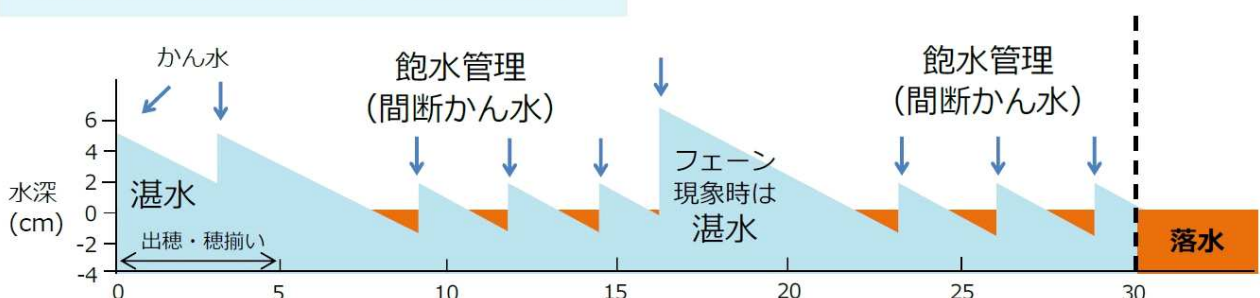 かん水
飽水管理
(間断かん水)
飽水管理
(間断かん水)
6
4
2
0
-2
-4
水深
(cm)
湛水
出穂・穂揃い
フェーン
現象時は
湛水
落水
0
5
10
15
20
25
30